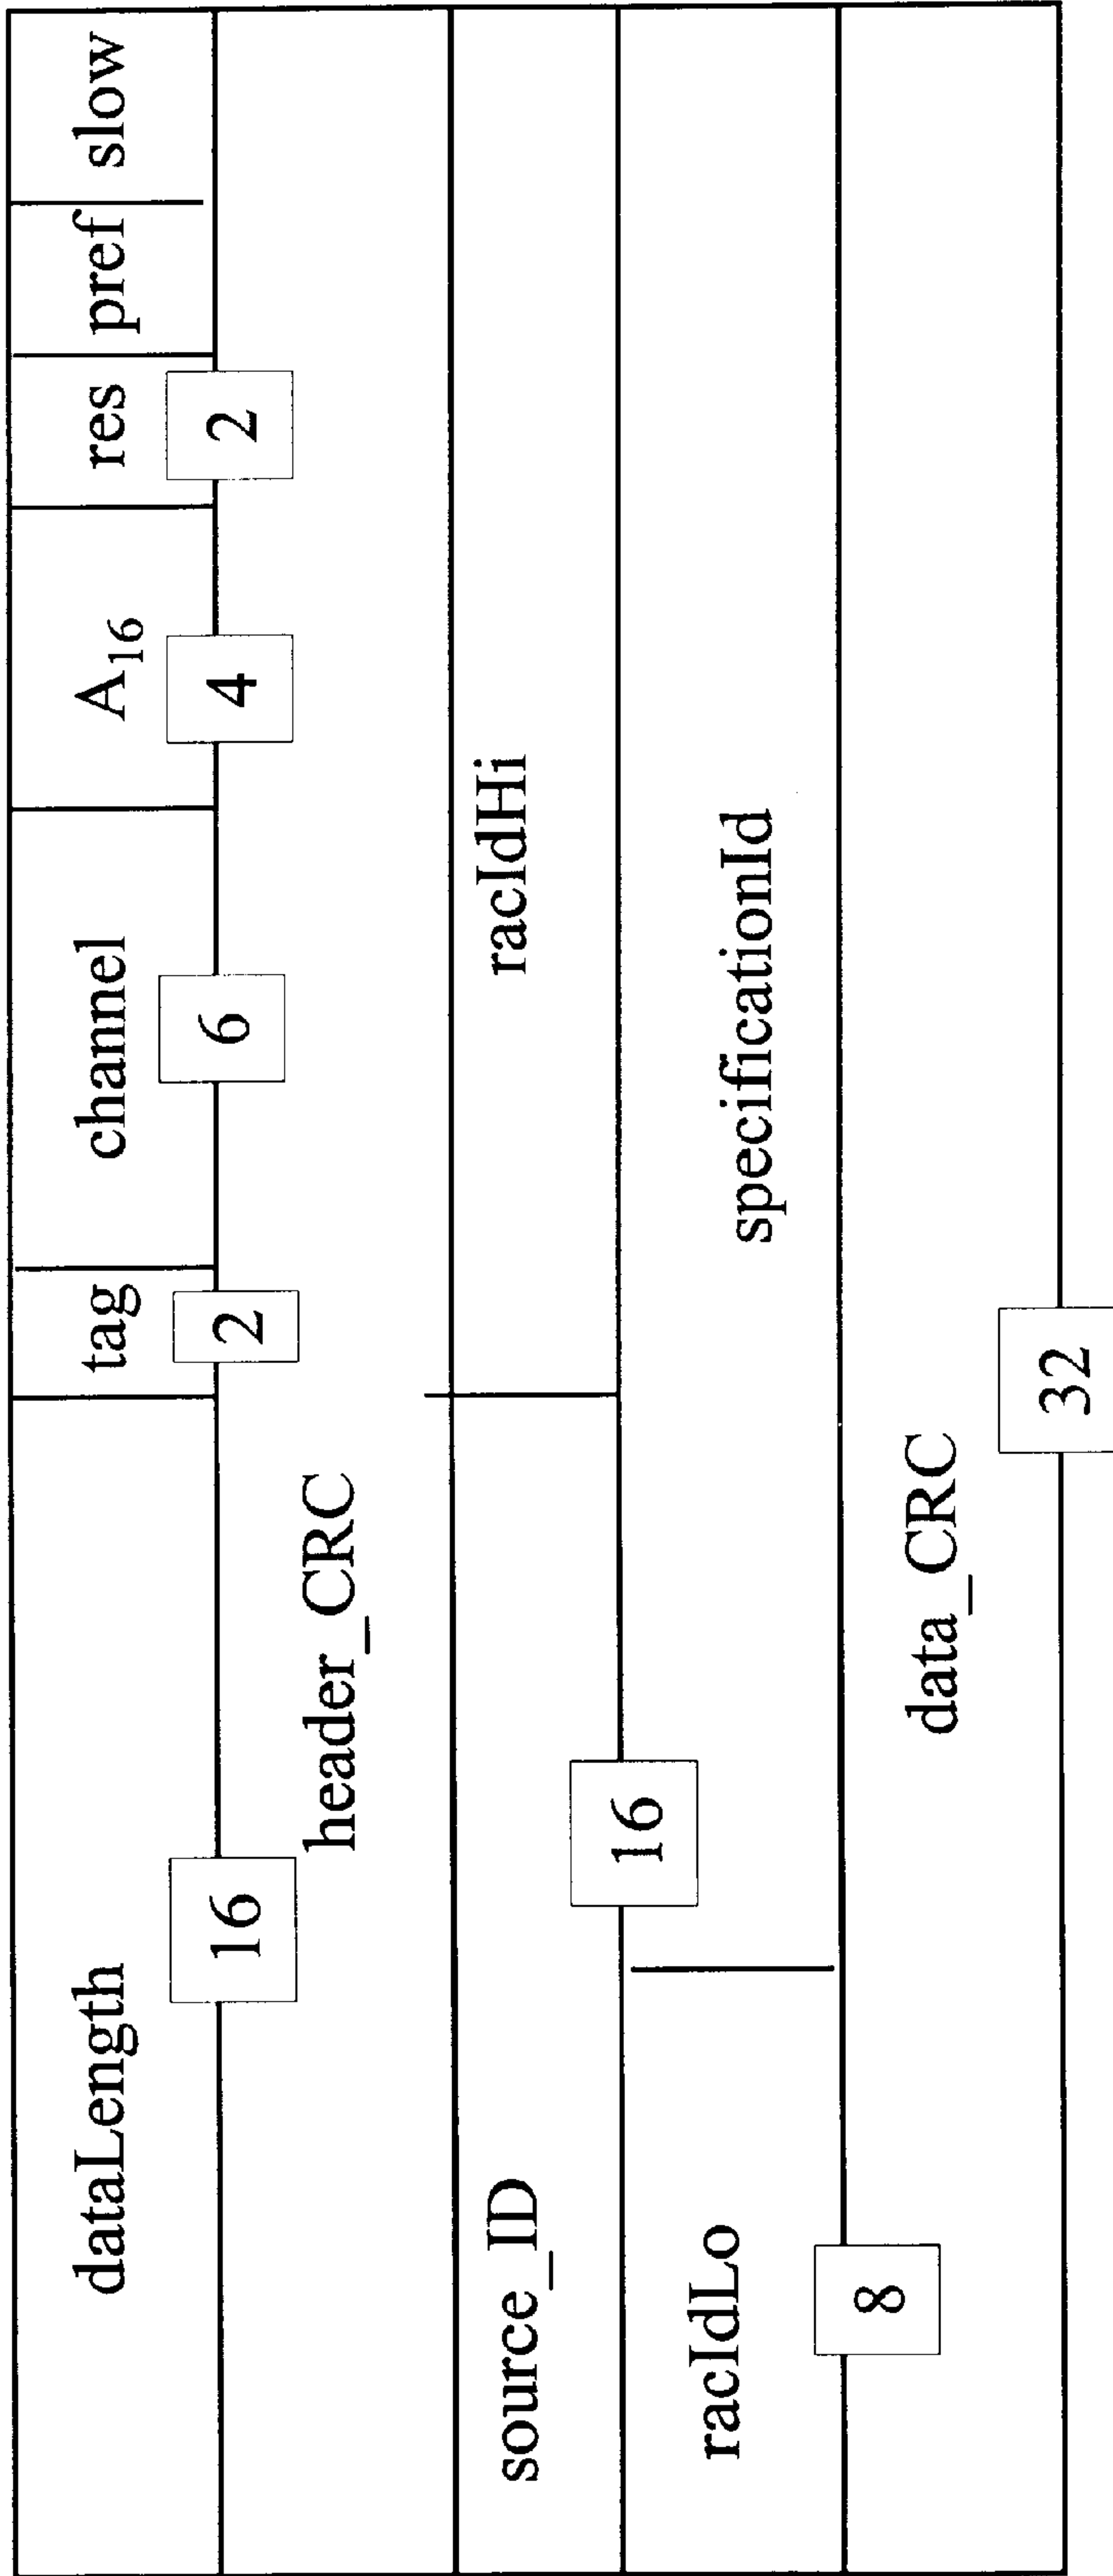 dataLength tag channel A₁₆ res pref slow
16 2 6 4 2
header_CRC
source_ID racIdHi
16
racIdLo specificationId
8
data_CRC
32